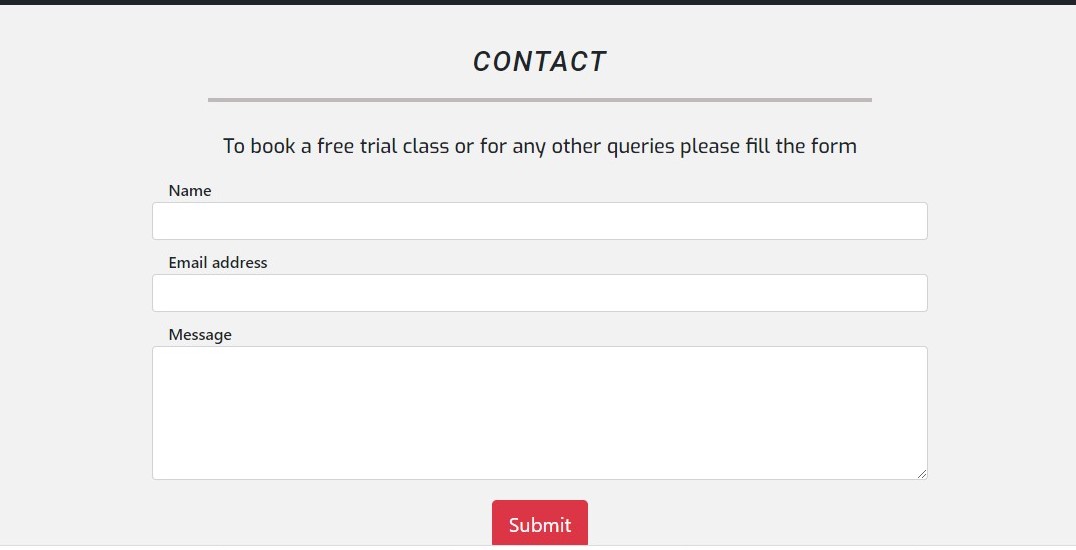 CONTACT
To book a free trial class or for any other queries please fill the form
Name
Email address
Message
Submit